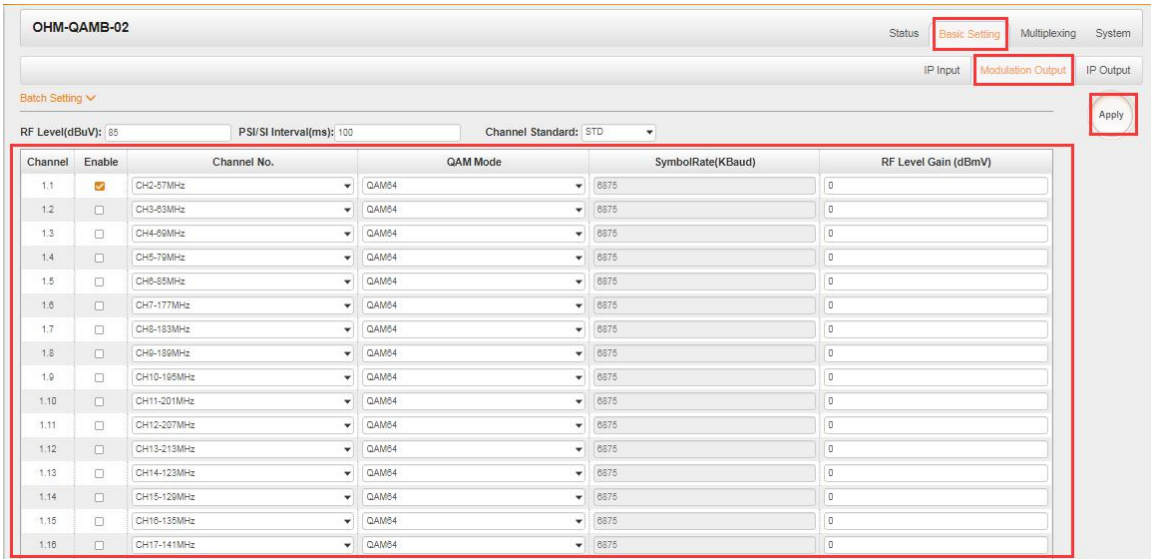 OHM-QAMB-02
Status Basic Setting Multiplexing System
IP Input Modulation Output IP Output
Batch Setting
Apply
RF Level(dBuV): 85 PSI/SI Interval(ms): 100 Channel Standard: STD
Channel Enable Channel No. QAM Mode SymbolRate(KBaud) RF Level Gain (dBmV)
1.1 CH2-57MHz QAM64 6875 0
1.2 CH3-63MHz QAM64 6875 0
1.3 CH4-69MHz QAM64 6875 0
1.4 CH5-79MHz QAM64 6875 0
1.5 CH6-85MHz QAM64 6875 0
1.6 CH7-177MHz QAM64 6875 0
1.7 CH8-183MHz QAM64 6875 0
1.8 CH9-189MHz QAM64 6875 0
1.9 CH10-195MHz QAM64 6875 0
1.10 CH11-201MHz QAM64 6875 0
1.11 CH12-207MHz QAM64 6875 0
1.12 CH13-213MHz QAM64 6875 0
1.13 CH14-123MHz QAM64 6875 0
1.14 CH15-129MHz QAM64 6875 0
1.15 CH16-135MHz QAM64 6875 0
1.16 CH17-141MHz QAM64 6875 0